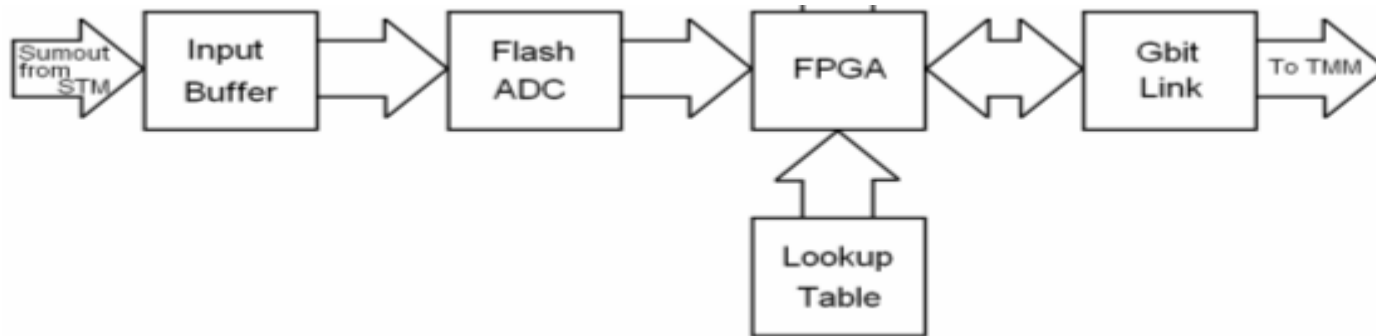 Sumout
from
STM
Input
Buffer
Flash
ADC
FPGA
Gbit
Link
To TMM
Lookup
Table